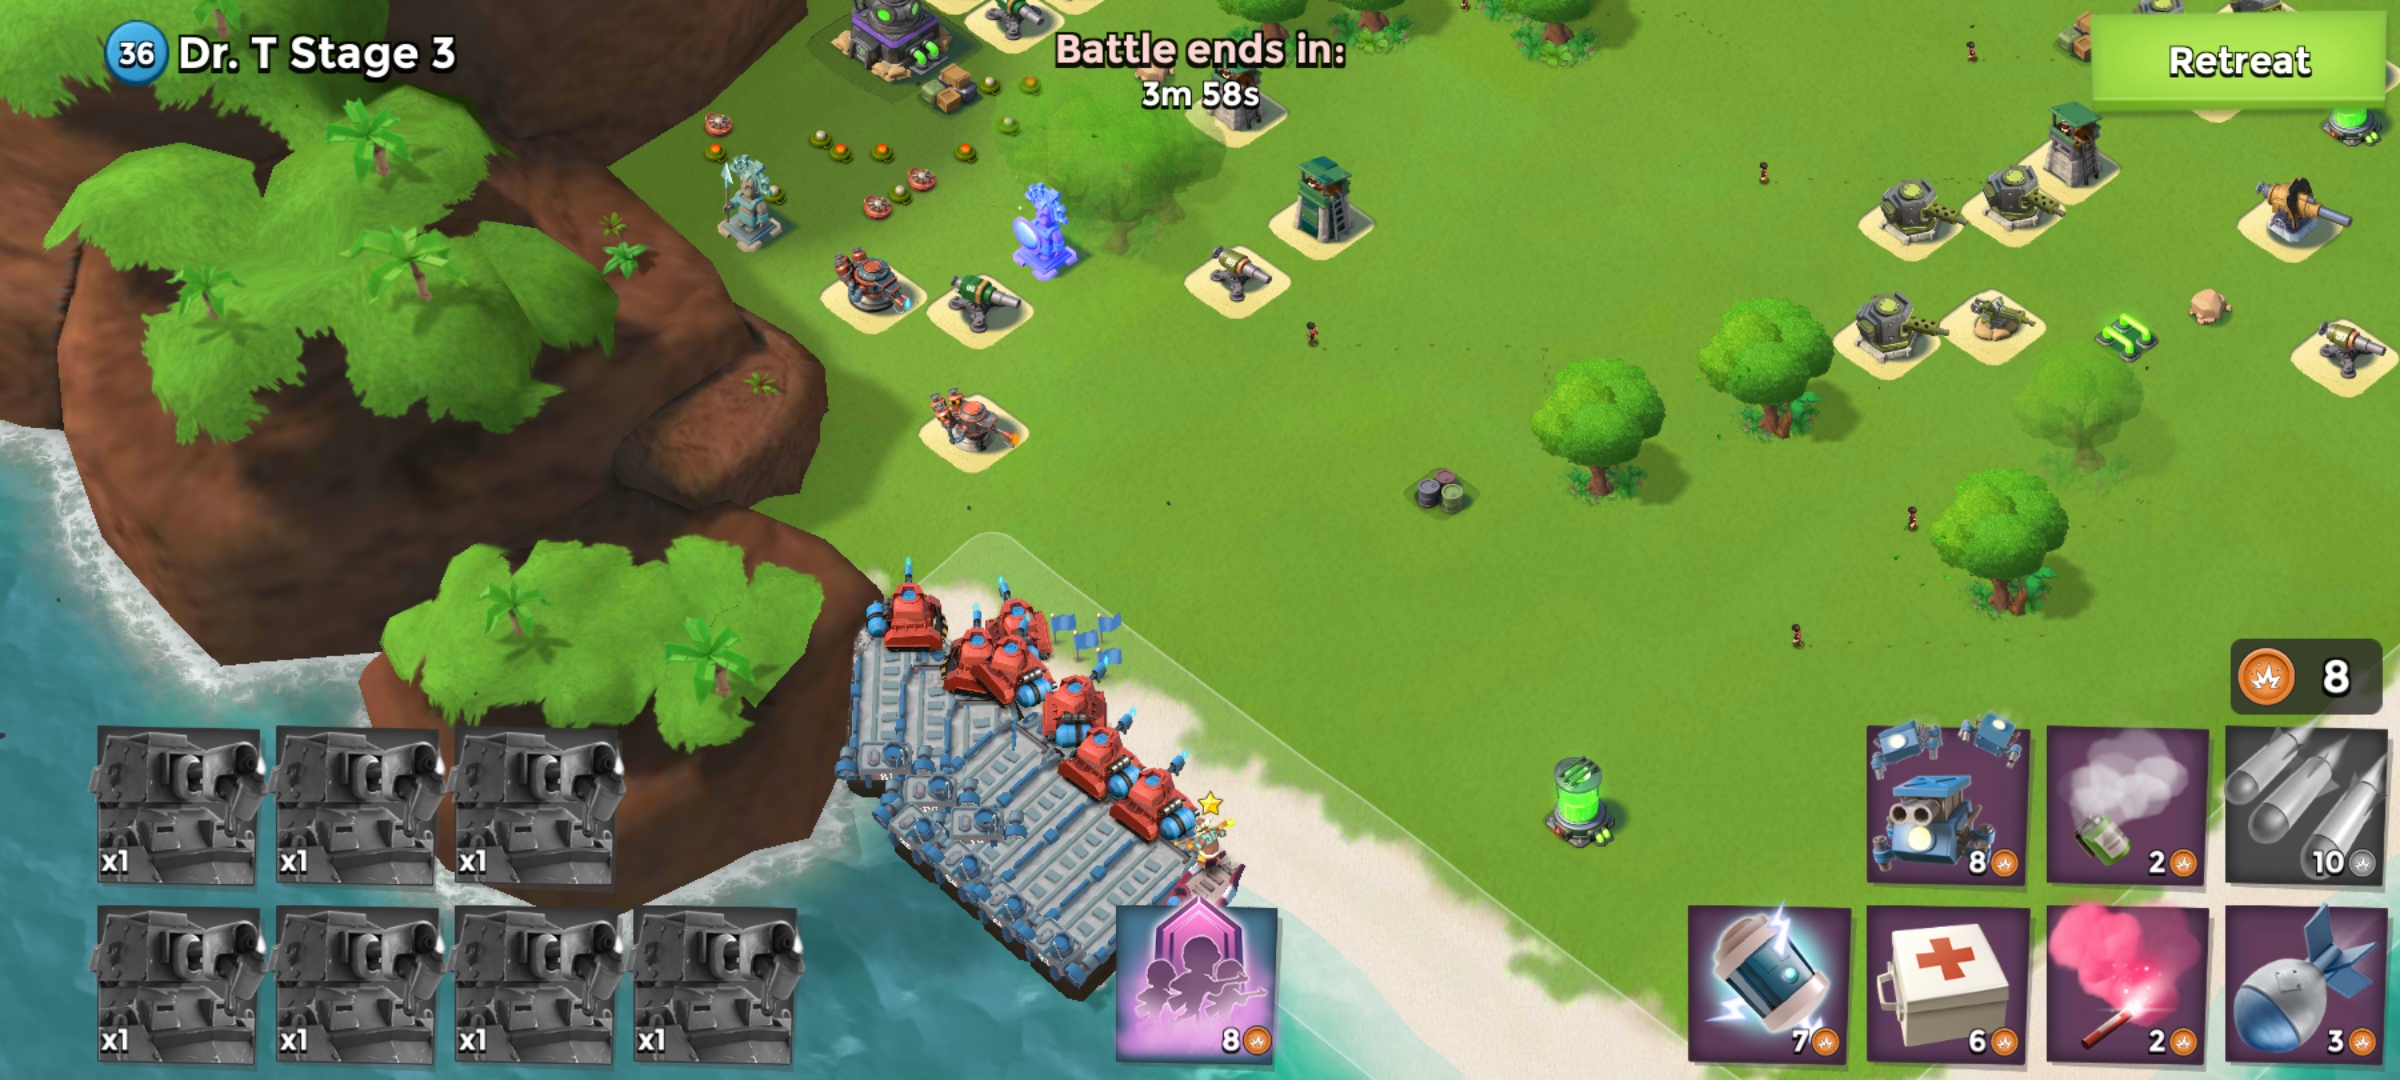 36 Dr. T Stage 3
Battle ends in:
3m 58s
Retreat
8
x1 x1 x1
8 2 10
x1 x1 x1 x1
8
7 6 2 3